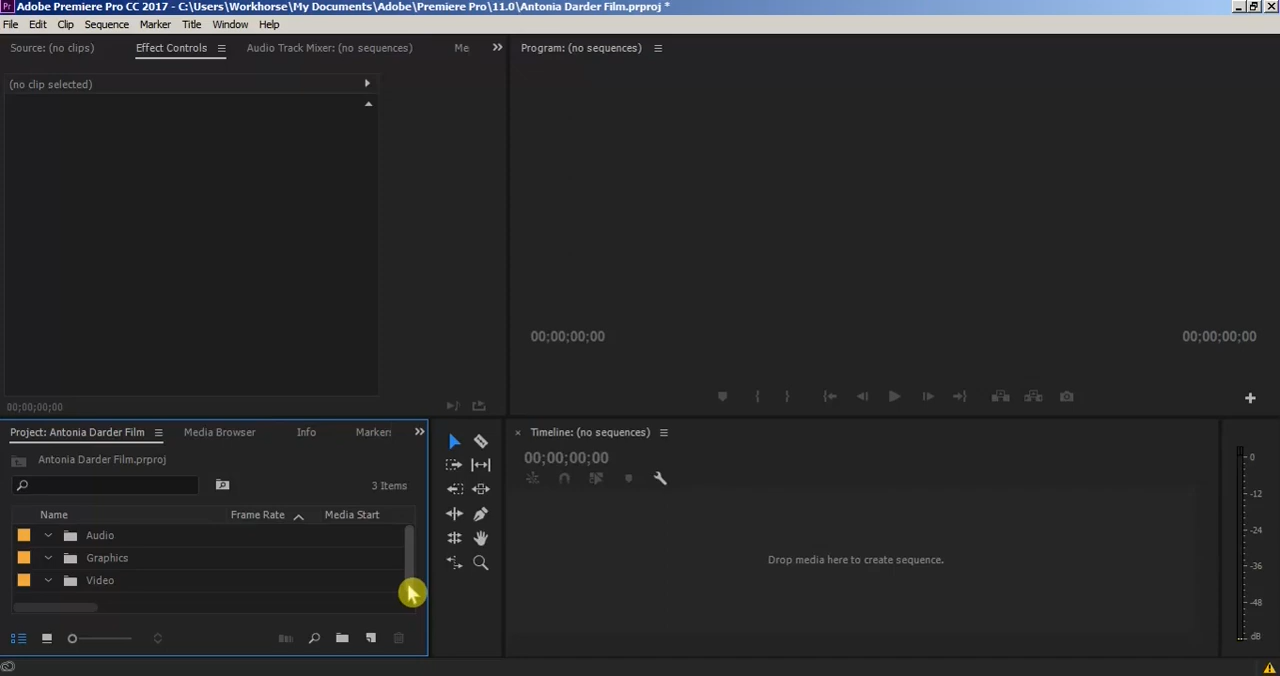 Pr Adobe Premiere Pro CC 2017 - C:\Users\Workhorse\My Documents\Adobe\Premiere Pro\11.0\Antonia Darder Film.prproj *
File Edit Clip Sequence Marker Title Window Help
Source: (no clips) Effect Controls Audio Track Mixer: (no sequences) Me
Program: (no sequences)
(no clip selected)
00;00;00;00 00;00;00;00
00;00;00;00
Project: Antonia Darder Film Media Browser Info Marker
Timeline: (no sequences)
Antonia Darder Film.prproj
00;00;00;00
3 Items
Name Frame Rate Media Start
Audio
Graphics
Video
Drop media here to create sequence.
0
-12
-24
-36
-48
dB